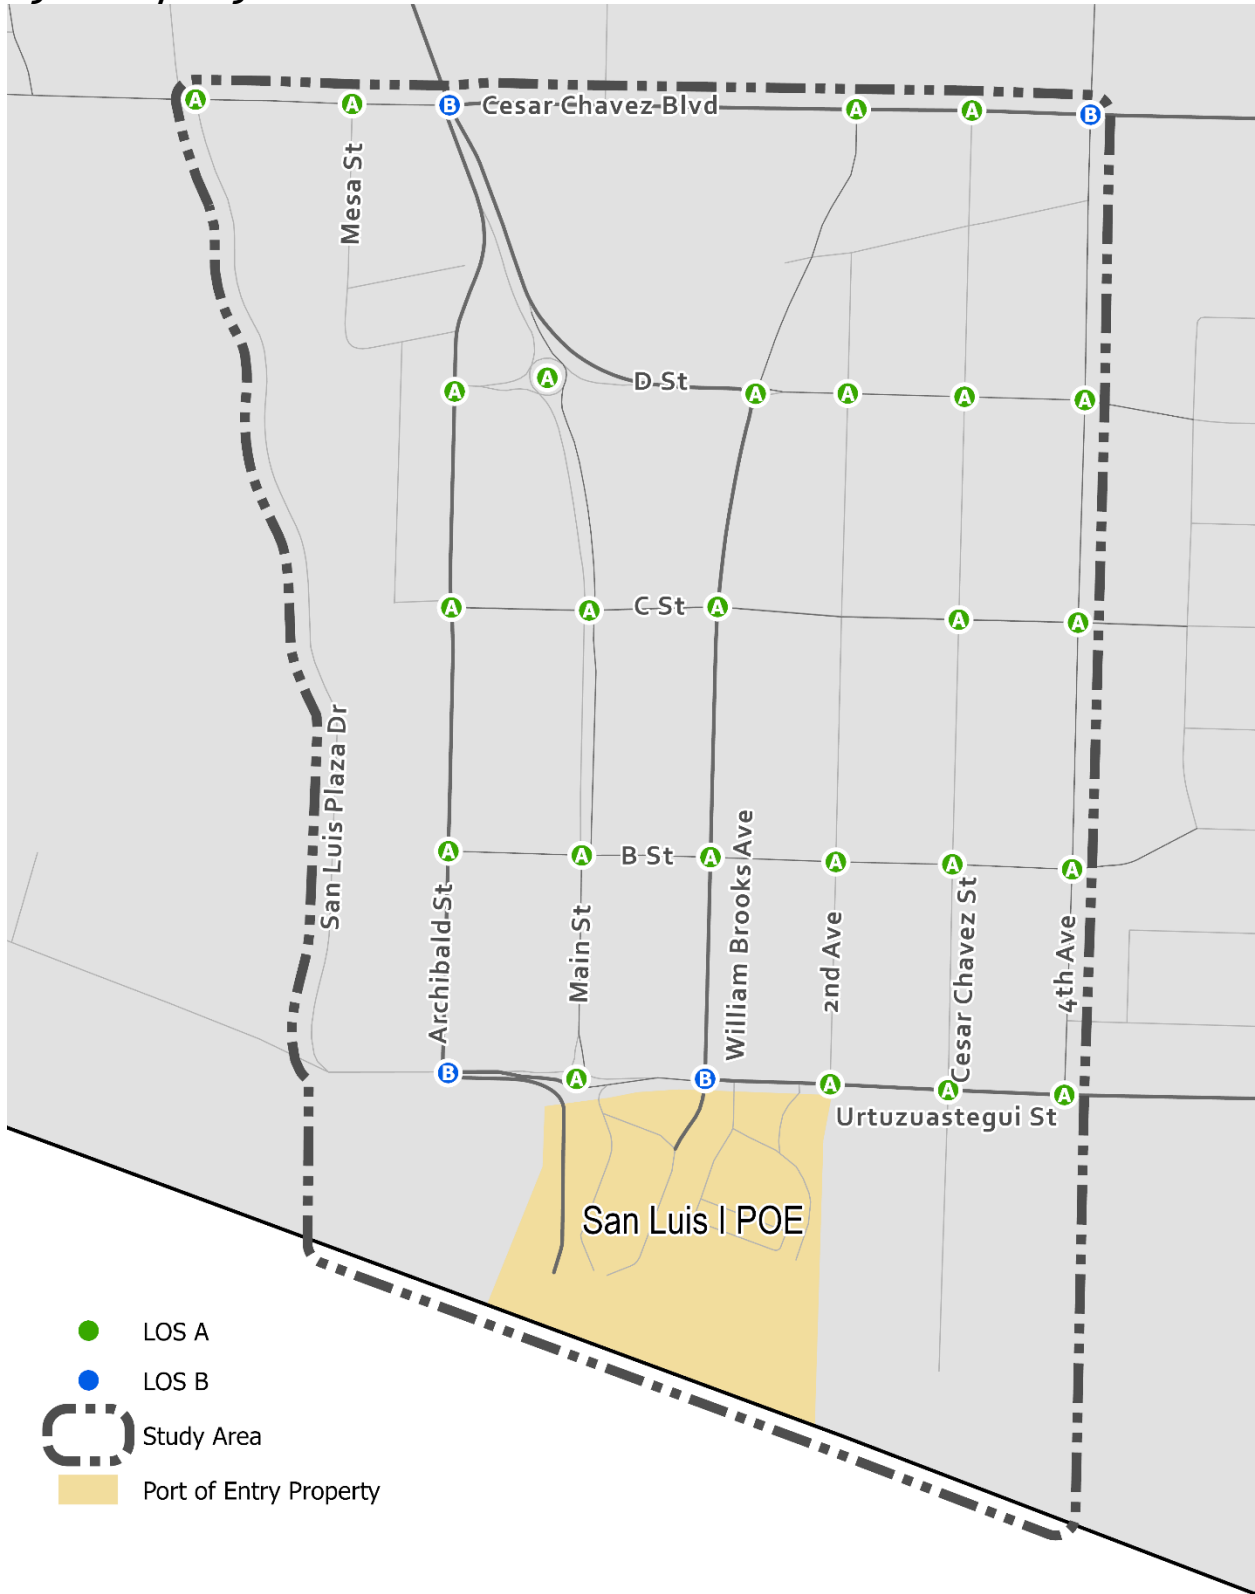 A A B Cesar Chavez Blvd A A B
Mesa St
A A D St A A A A
A A C St A A A
San Luis Plaza Dr
A A B St A A A A
Archibald St
Main St
William Brooks Ave
2nd Ave
Cesar Chavez St
4th Ave
B A B A A A
Urtuzuastegui St
San Luis I POE
LOS A
LOS B
Study Area
Port of Entry Property